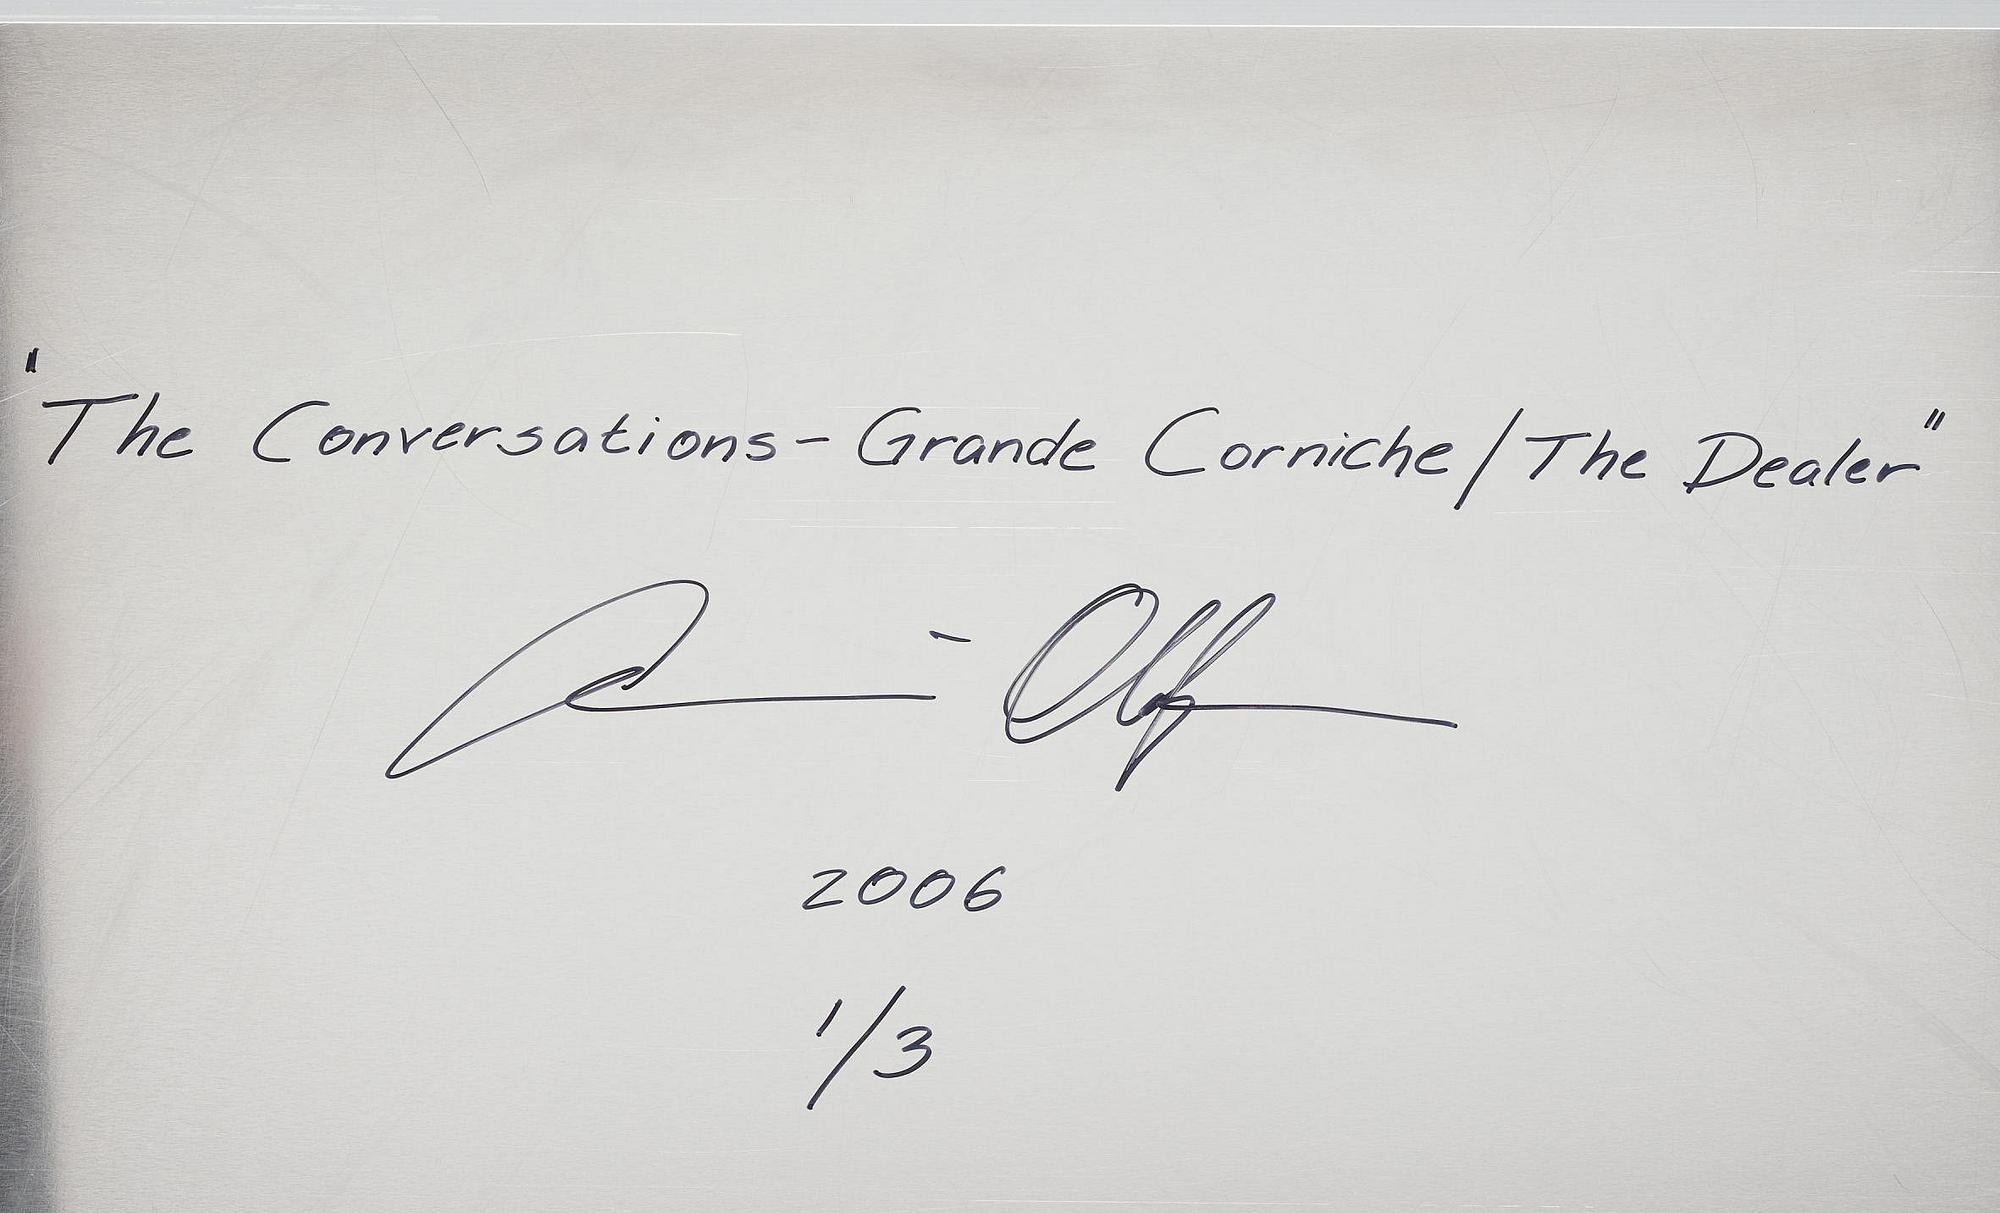 "The Conversations - Grande Corniche / The Dealer"
2006
1/3